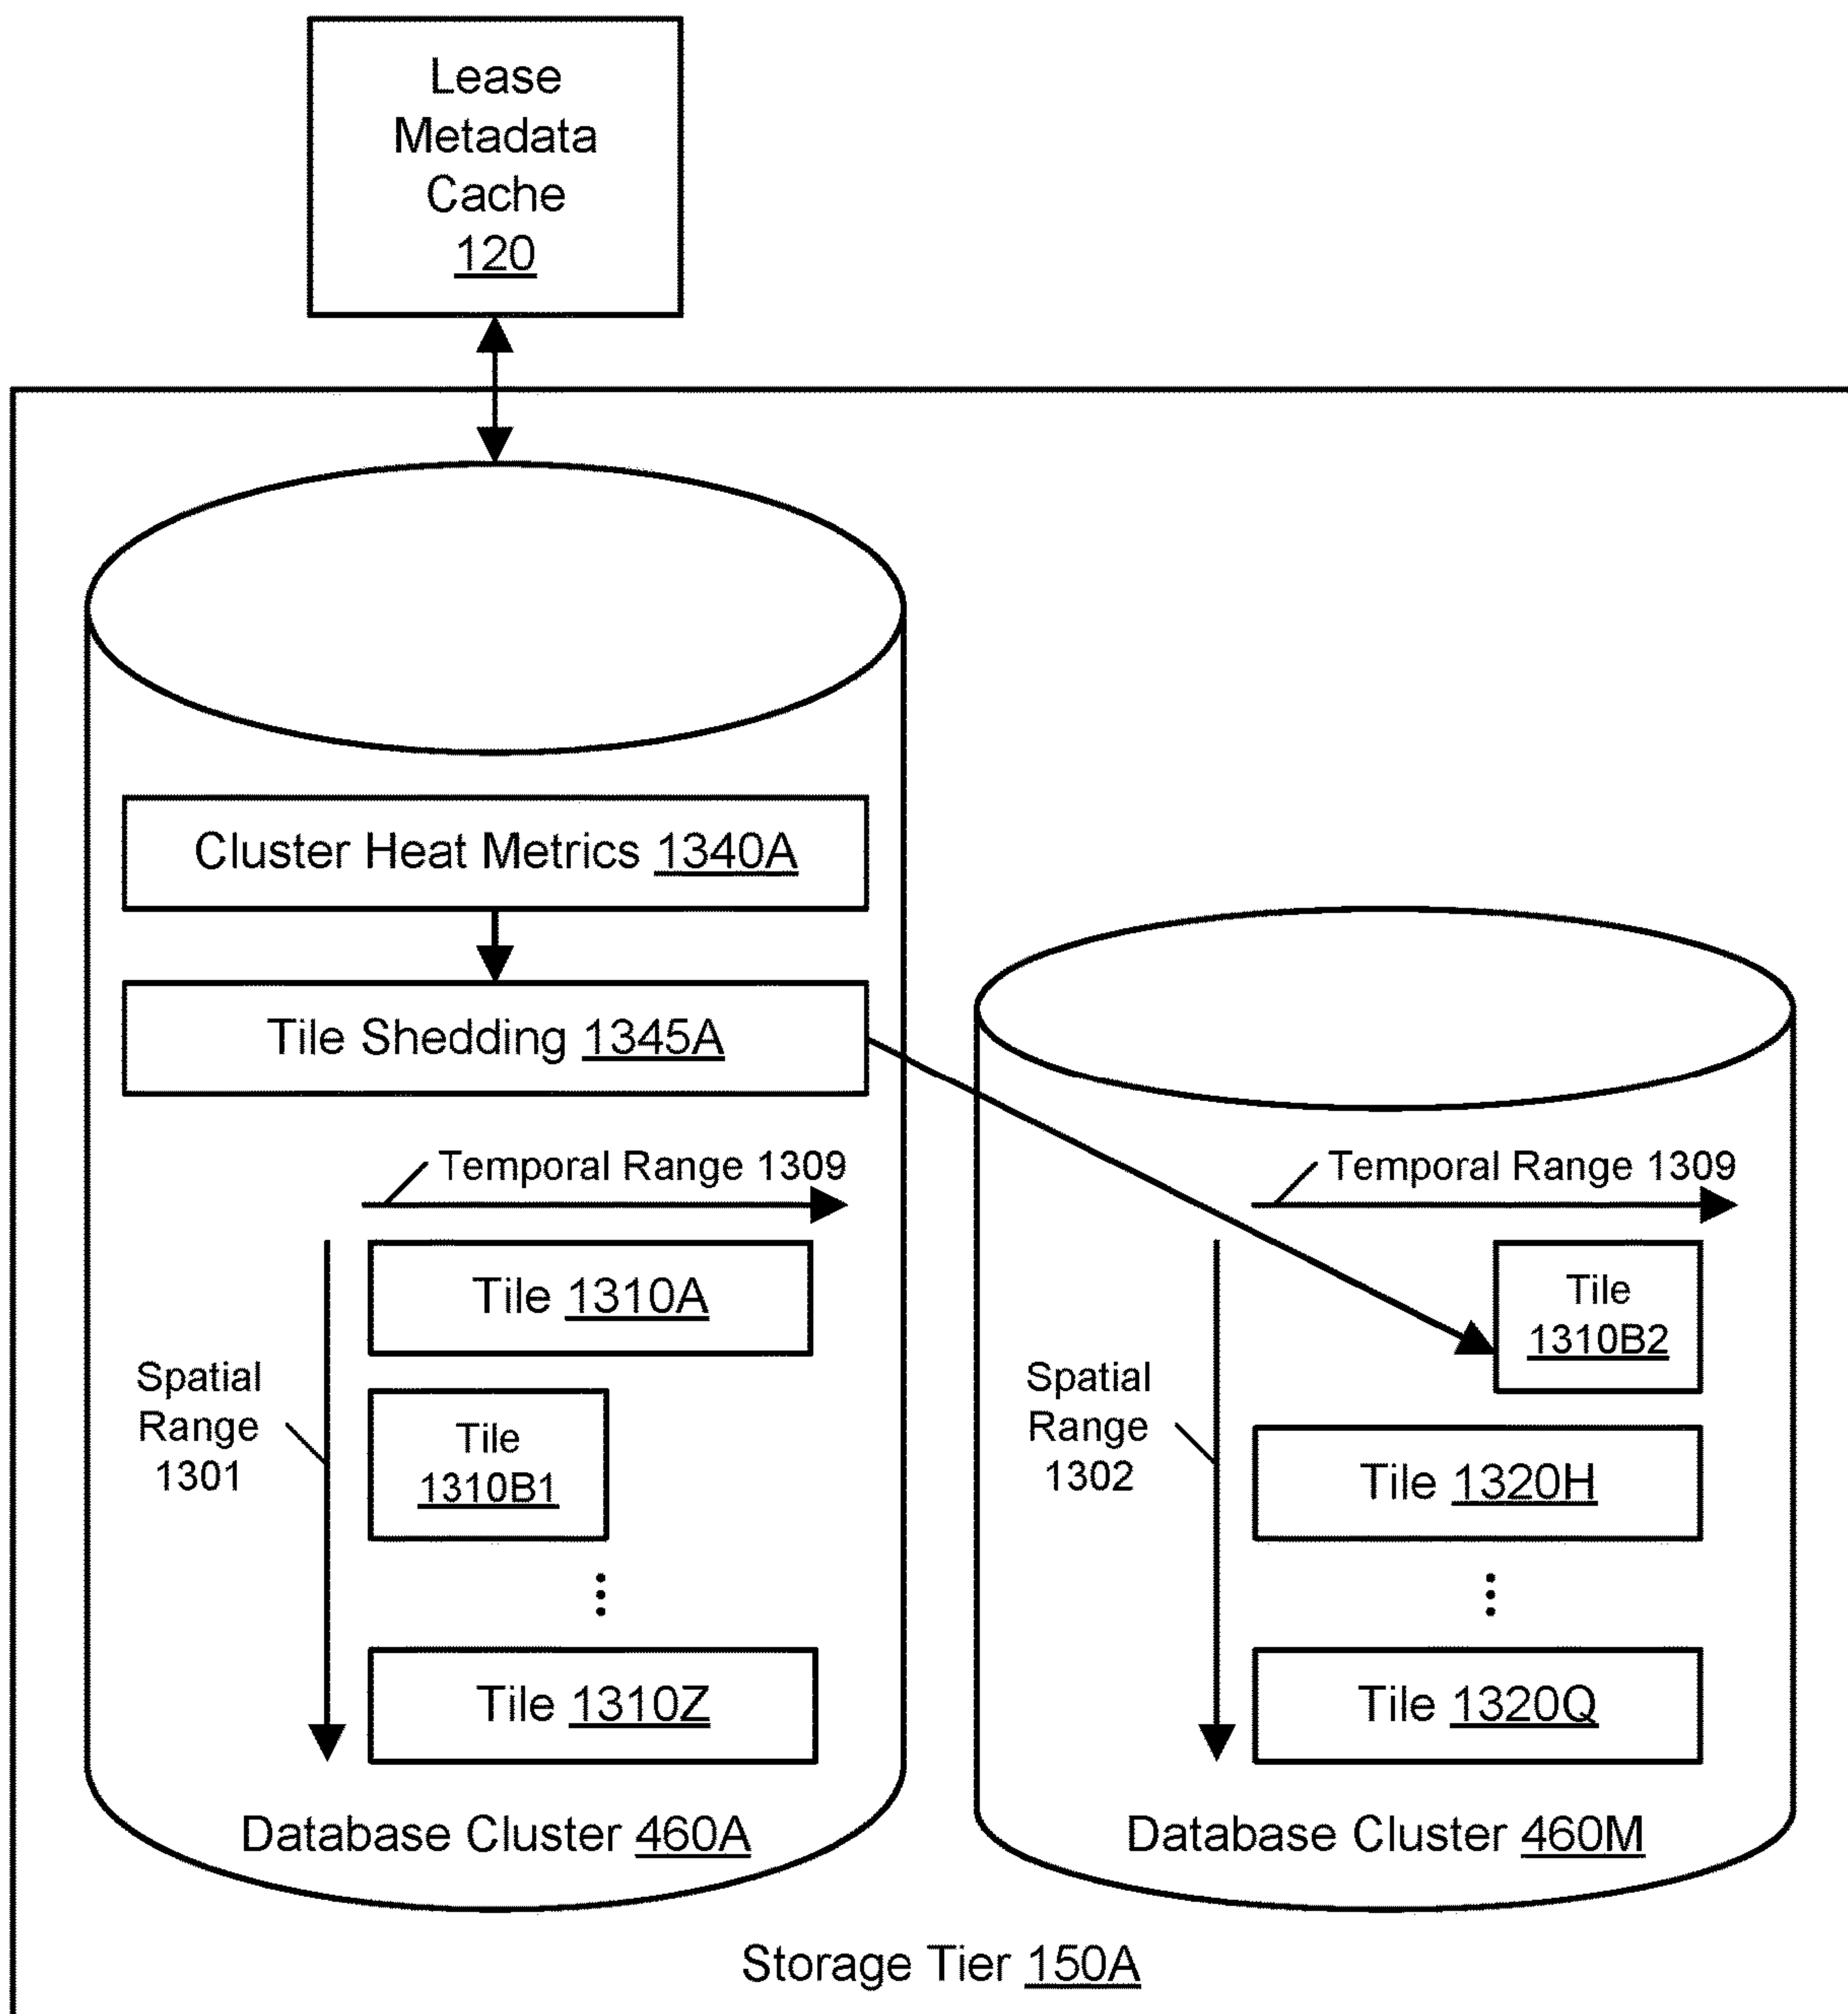 Lease
Metadata
Cache
120
Cluster Heat Metrics 1340A
Tile Shedding 1345A
Temporal Range 1309
Tile 1310A
Spatial
Range
1301
Tile
1310B1
⋮
Tile 1310Z
Database Cluster 460A
Temporal Range 1309
Tile
1310B2
Spatial
Range
1302
Tile 1320H
⋮
Tile 1320Q
Database Cluster 460M
Storage Tier 150A